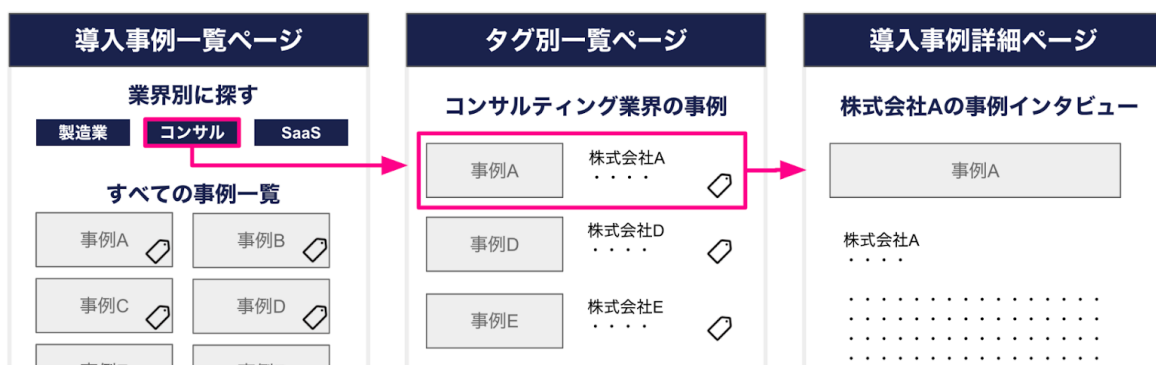 導入事例一覧ページ
業界別に探す
製造業
コンサル
SaaS
すべての事例一覧
事例A
事例B
事例C
事例D
タグ別一覧ページ
コンサルティング業界の事例
事例A
株式会社A
・・・・
事例D
株式会社D
・・・・
事例E
株式会社E
・・・・
導入事例詳細ページ
株式会社Aの事例インタビュー
事例A
株式会社A
・・・・
・・・・・・・・・・・・・・・・
・・・・・・・・・・・・・・・・
・・・・・・・・・・・・・・・・
・・・・・・・・・・・・・・・・